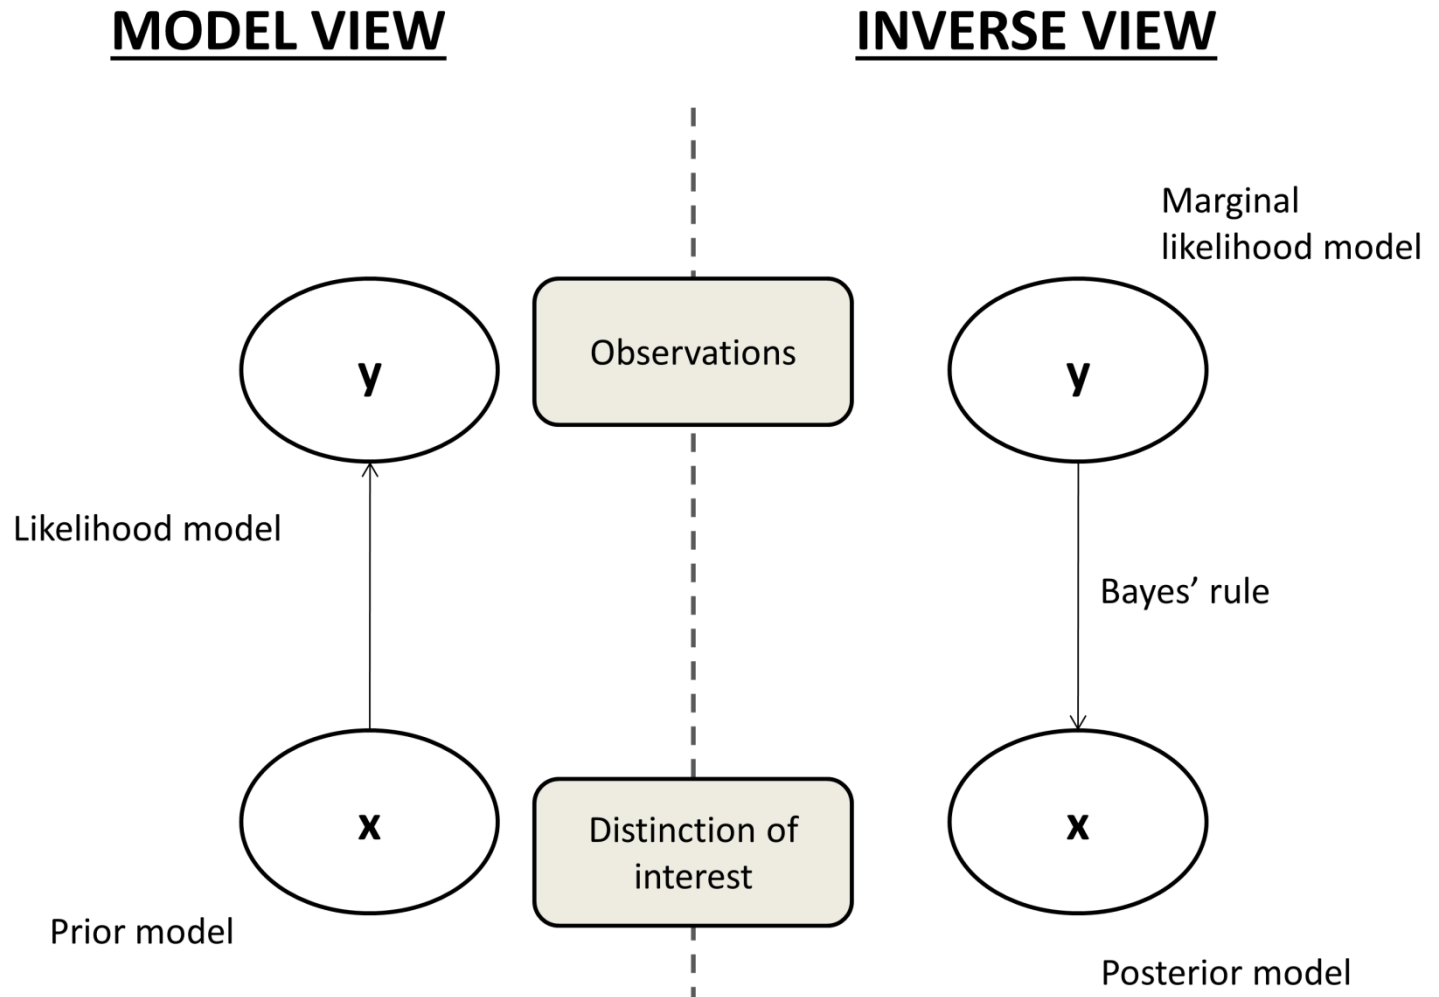 MODEL VIEW
INVERSE VIEW
Marginal
likelihood model
y
Observations
y
Likelihood model
Bayes’ rule
x
Distinction of
interest
x
Prior model
Posterior model